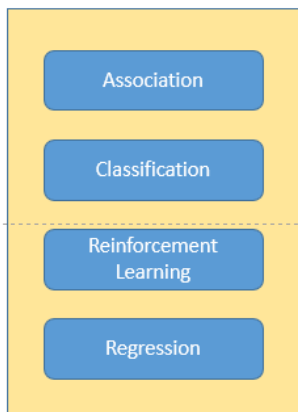 Association
Classification
Reinforcement
Learning
Regression